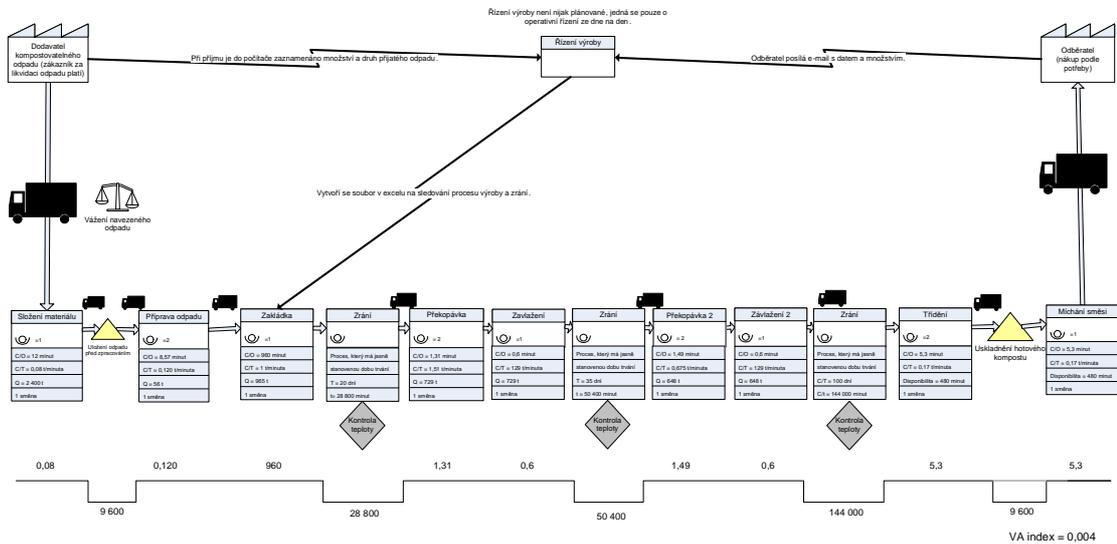 Řízení výroby není nijak plánované, jedná se pouze o
operativní řízení ze dne na den.
Dodavatel
kompostovatelného
odpadu (zákazník za
likvidaci odpadu platí)
Při příjmu je do počítače zaznamenáno množství a druh přijatého odpadu.
Řízení výroby
Odběratel posílá e-mail s datem a množstvím.
Odběratel
(nákup podle
potřeby)
Vytvoří se soubor v excelu na sledování procesu výroby a zrání.
Vážení navezeného
odpadu
Složení materiálu
=1
C/O = 12 minut
C/T = 0,08 t/minuta
Q = 2 400 t
1 směna
Uložení odpadu
před zpracováním
Příprava odpadu
=2
C/O = 8,57 minut
C/T = 0,120 t/minuta
Q = 56 t
1 směna
Zakládka
=1
C/O = 960 minut
C/T = 1 t/minuta
Q = 965 t
1 směna
Zrání
Proces, který má jasně
stanovenou dobu trvání
T = 20 dní
t= 28 800 minut
Kontrola
teploty
Překopávka
= 2
C/O = 1,31 minut
C/T = 1,51 t/minuta
Q = 729 t
1 směna
Zavlažení
=1
C/O = 0,6 minut
C/T = 129 t/minuta
Q = 729 t
1 směna
Zrání
Proces, který má jasně
stanovenou dobu trvání
T = 35 dní
t = 50 400 minut
Kontrola
teploty
Překopávka 2
= 2
C/O = 1,49 minut
C/T = 0,675 t/minuta
Q = 648 t
1 směna
Závlažení 2
=1
C/O = 0,6 minut
C/T = 129 t/minuta
Q = 648 t
1 směna
Zrání
Proces, který má jasně
stanovenou dobu trvání
T = 100 dní
C/t = 144 000 minut
Kontrola
teploty
Třídění
=2
C/O = 5,3 minut
C/T = 0,17 t/minuta
Disponibilita = 480 minut
1 směna
Uskladnění hotového
kompostu
Míchání směsi
=1
C/O = 5,3 minut
C/T = 0,17 t/minuta
Disponibilita = 480 minut
1 směna
0,08
0,120
960
1,31
0,6
1,49
0,6
5,3
5,3
9 600
28 800
50 400
144 000
9 600
VA index = 0,004